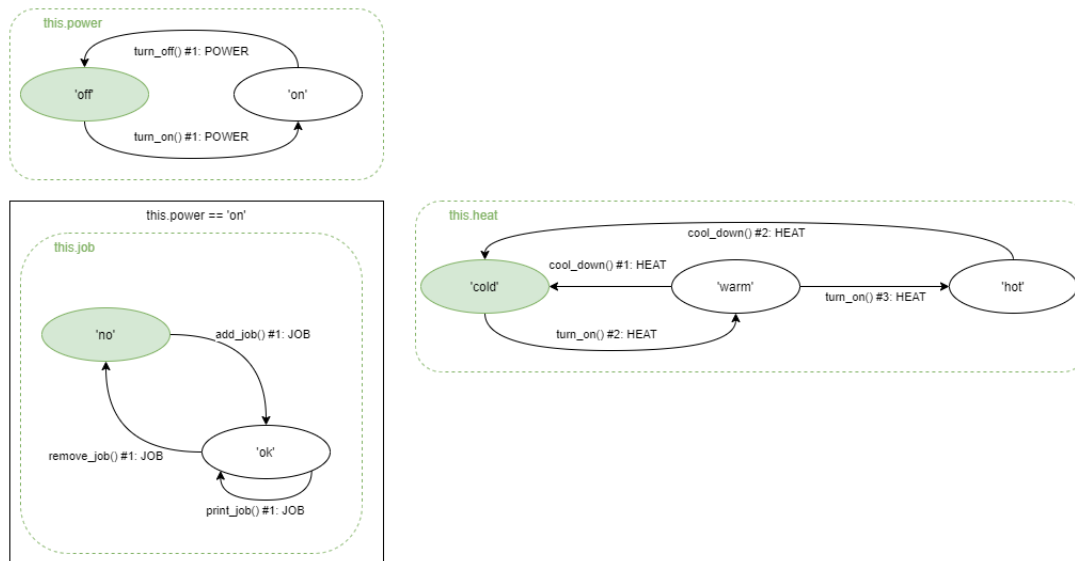 this.power
turn_off() #1: POWER
'off'
'on'
turn_on() #1: POWER
this.power == 'on'
this.job
'no'
add_job() #1: JOB
'ok'
remove_job() #1: JOB
print_job() #1: JOB
this.heat
cool_down() #2: HEAT
cool_down() #1: HEAT
'cold'
'warm'
'hot'
turn_on() #3: HEAT
turn_on() #2: HEAT